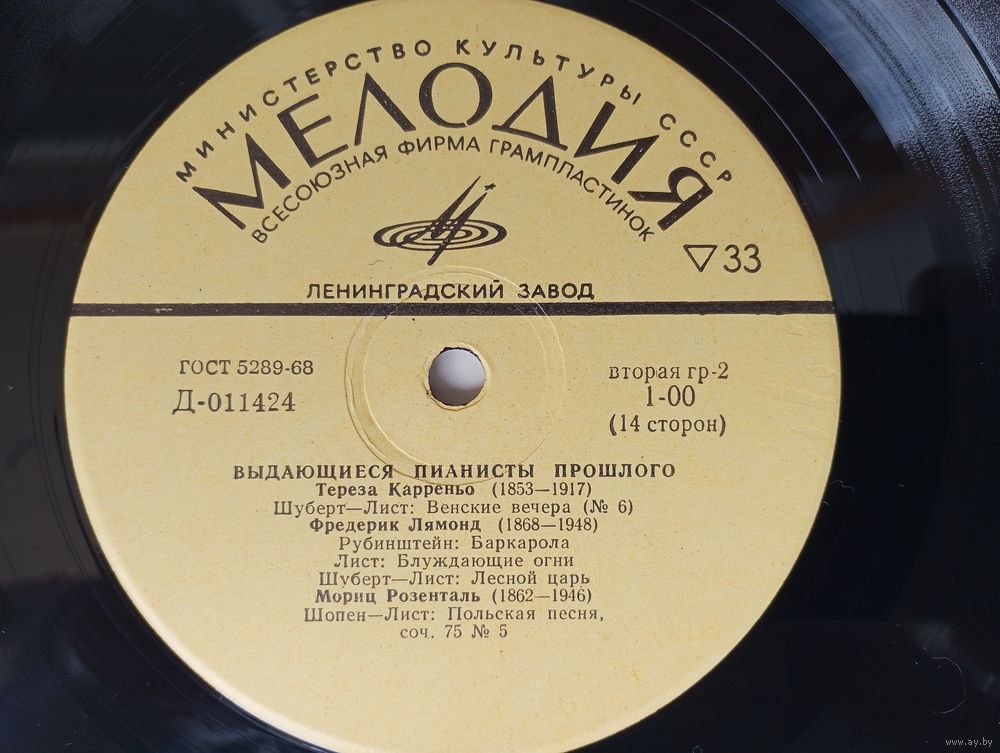 МИНИСТЕРСТВО КУЛЬТУРЫ СССР
МЕЛОДИЯ
ВСЕСОЮЗНАЯ ФИРМА ГРАМПЛАСТИНОК
33
ЛЕНИНГРАДСКИЙ ЗАВОД
ГОСТ 5289-68
Д-011424
вторая гр-2
1-00
(14 сторон)
ВЫДАЮЩИЕСЯ ПИАНИСТЫ ПРОШЛОГО
Тереза Карреньо (1853—1917)
Шуберт—Лист: Венские вечера (№ 6)
Фредерик Лямонд (1868—1948)
Рубинштейн: Баркарола
Лист: Блуждающие огни
Шуберт—Лист: Лесной царь
Мориц Розенталь (1862—1946)
Шопен—Лист: Польская песня,
соч. 75 № 5
www.ay.by